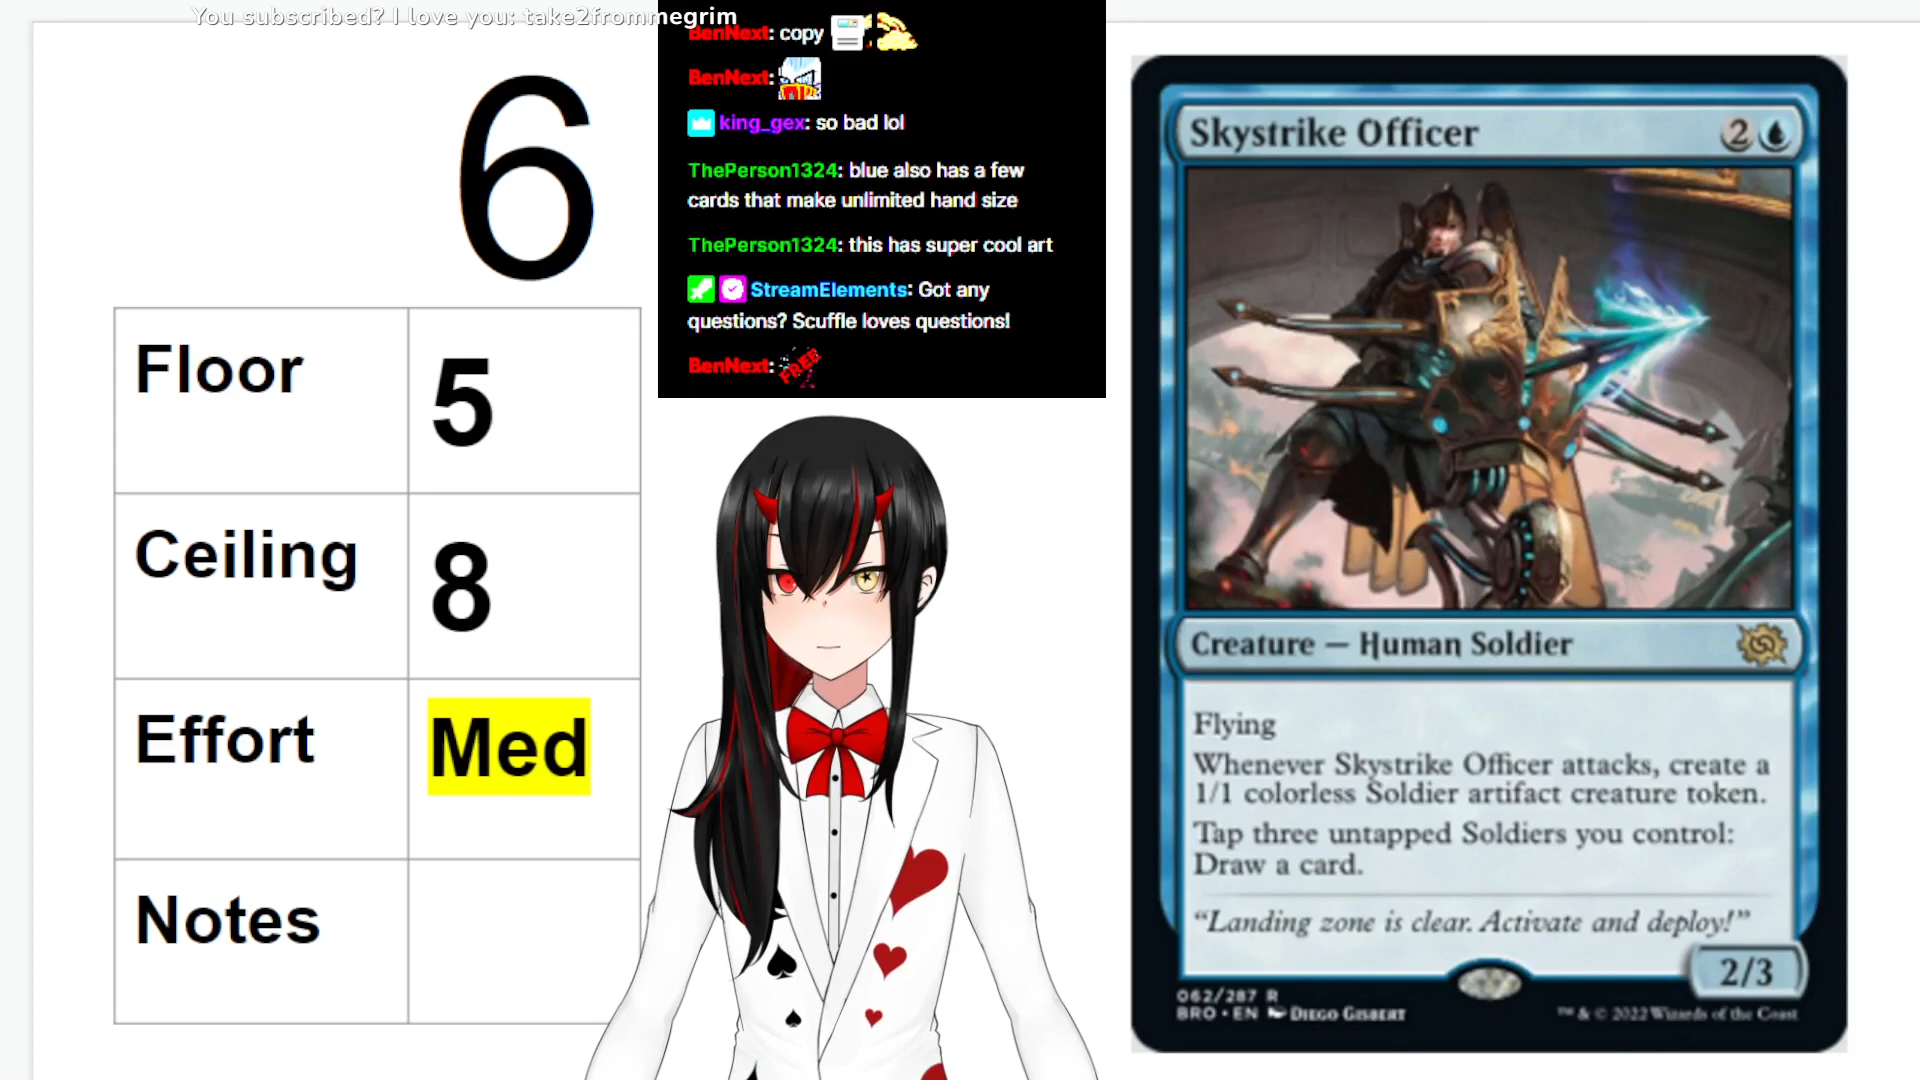 You subscribed? I love you: take2frommegrim
6
Floor
5
Ceiling
8
Effort
Med
Notes
BenNext: copy
BenNext:
king_gex: so bad lol
ThePerson1324: blue also has a few
cards that make unlimited hand size
ThePerson1324: this has super cool art
StreamElements: Got any
questions? Scuffle loves questions!
BenNext: FREE
Skystrike Officer
2
Creature — Human Soldier
Flying
Whenever Skystrike Officer attacks, create a
1/1 colorless Soldier artifact creature token.
Tap three untapped Soldiers you control:
Draw a card.
“Landing zone is clear. Activate and deploy!”
2/3
062/287 R
BRO • EN DIEGO GISBERT
™ & © 2022 Wizards of the Coast